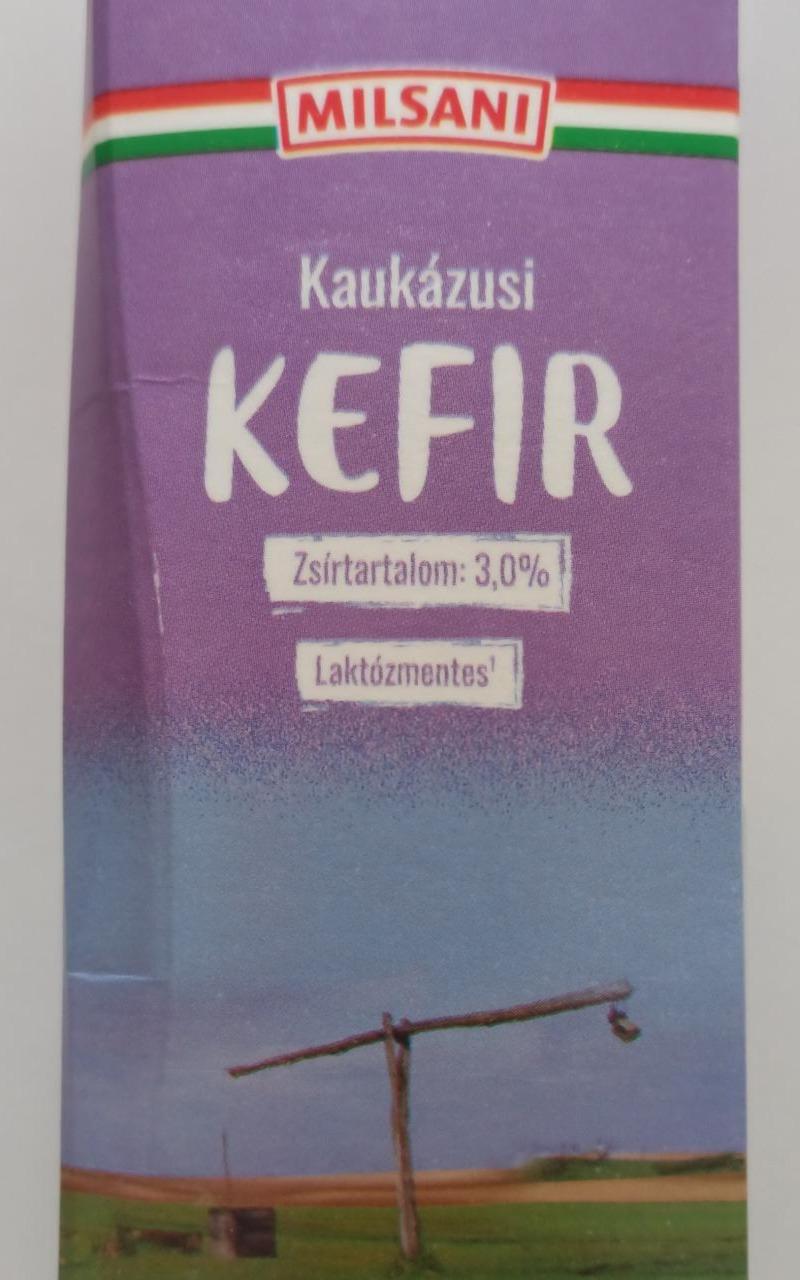 MILSANI
Kaukázusi
KEFIR
Zsírtartalom: 3,0%
Laktózmentes¹